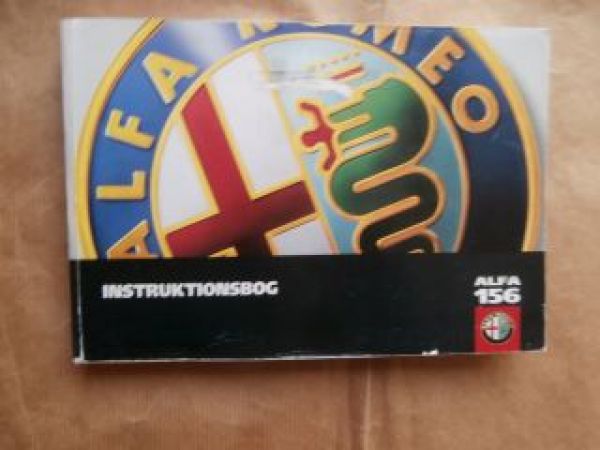 ALFA ROMEO
INSTRUKTIONSBOG
ALFA
156